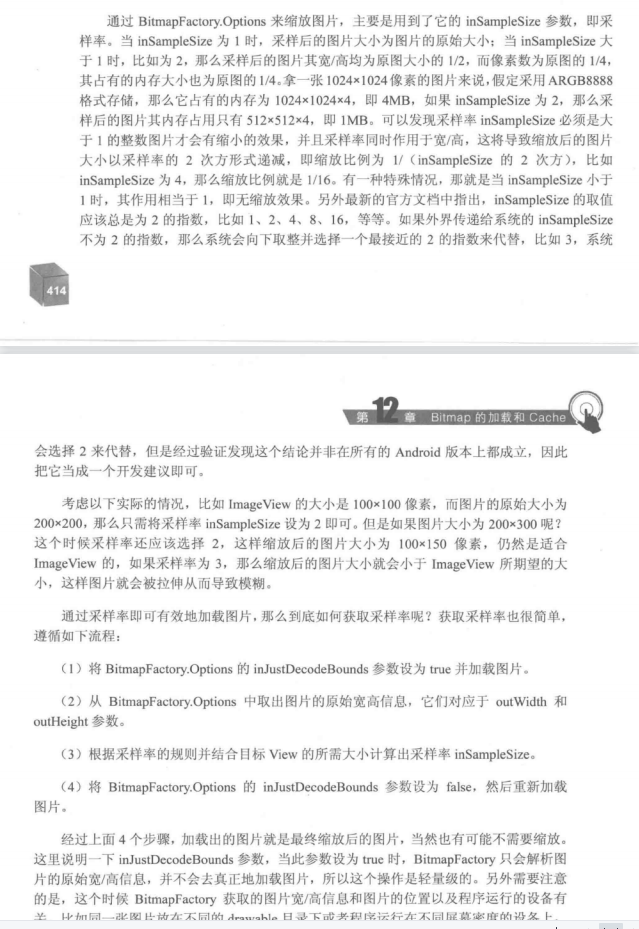 通过 BitmapFactory.Options 来缩放图片，主要是用到了它的 inSampleSize 参数，即采
样率。当 inSampleSize 为 1 时，采样后的图片大小为图片的原始大小；当 inSampleSize 大
于 1 时，比如为 2，那么采样后的图片其宽/高均为原图大小的 1/2，而像素数为原图的 1/4，
其占有的内存大小也为原图的 1/4。拿一张 1024×1024 像素的图片来说，假定采用 ARGB8888
格式存储，那么它占有的内存为 1024×1024×4，即 4MB，如果 inSampleSize 为 2，那么采
样后的图片其内存占用只有 512×512×4，即 1MB。可以发现采样率 inSampleSize 必须是大
于 1 的整数图片才会有缩小的效果，并且采样率同时作用于宽/高，这将导致缩放后的图片
大小以采样率的 2 次方形式递减，即缩放比例为 1/（inSampleSize 的 2 次方），比如
inSampleSize 为 4，那么缩放比例就是 1/16。有一种特殊情况，那就是当 inSampleSize 小于
1 时，其作用相当于 1，即无缩放效果。另外最新的官方文档中指出，inSampleSize 的取值
应该总是为 2 的指数，比如 1、2、4、8、16，等等。如果外界传递给系统的 inSampleSize
不为 2 的指数，那么系统会向下取整并选择一个最接近的 2 的指数来代替，比如 3，系统
414
第 12 章 Bitmap 的加载和 Cache
会选择 2 来代替，但是经过验证发现这个结论并非在所有的 Android 版本上都成立，因此
把它当成一个开发建议即可。
考虑以下实际的情况，比如 ImageView 的大小是 100×100 像素，而图片的原始大小为
200×200，那么只需将采样率 inSampleSize 设为 2 即可。但是如果图片大小为 200×300 呢？
这个时候采样率还应该选择 2，这样缩放后的图片大小为 100×150 像素，仍然是适合
ImageView 的，如果采样率为 3，那么缩放后的图片大小就会小于 ImageView 所期望的大
小，这样图片就会被拉伸从而导致模糊。
通过采样率即可有效地加载图片，那么到底如何获取采样率呢？获取采样率也很简单，
遵循如下流程：
（1）将 BitmapFactory.Options 的 inJustDecodeBounds 参数设为 true 并加载图片。
（2）从 BitmapFactory.Options 中取出图片的原始宽高信息，它们对应于 outWidth 和
outHeight 参数。
（3）根据采样率的规则并结合目标 View 的所需大小计算出采样率 inSampleSize。
（4）将 BitmapFactory.Options 的 inJustDecodeBounds 参数设为 false，然后重新加载
图片。
经过上面 4 个步骤，加载出的图片就是最终缩放后的图片，当然也有可能不需要缩放。
这里说明一下 inJustDecodeBounds 参数，当此参数设为 true 时，BitmapFactory 只会解析图
片的原始宽/高信息，并不会去真正地加载图片，所以这个操作是轻量级的。另外需要注意
的是，这个时候 BitmapFactory 获取的图片宽/高信息和图片的位置以及程序运行的设备有
关，比如同一张图片放在不同的 drawable 目录下或者程序运行在不同屏幕密度的设备上，